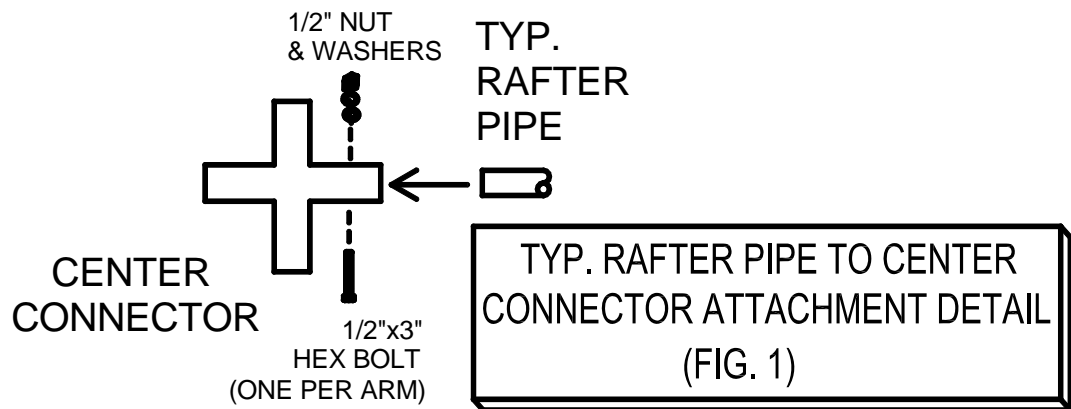 1/2" NUT
& WASHERS
TYP.
RAFTER
PIPE
CENTER
CONNECTOR
1/2"x3"
HEX BOLT
(ONE PER ARM)
TYP. RAFTER PIPE TO CENTER
CONNECTOR ATTACHMENT DETAIL
(FIG. 1)